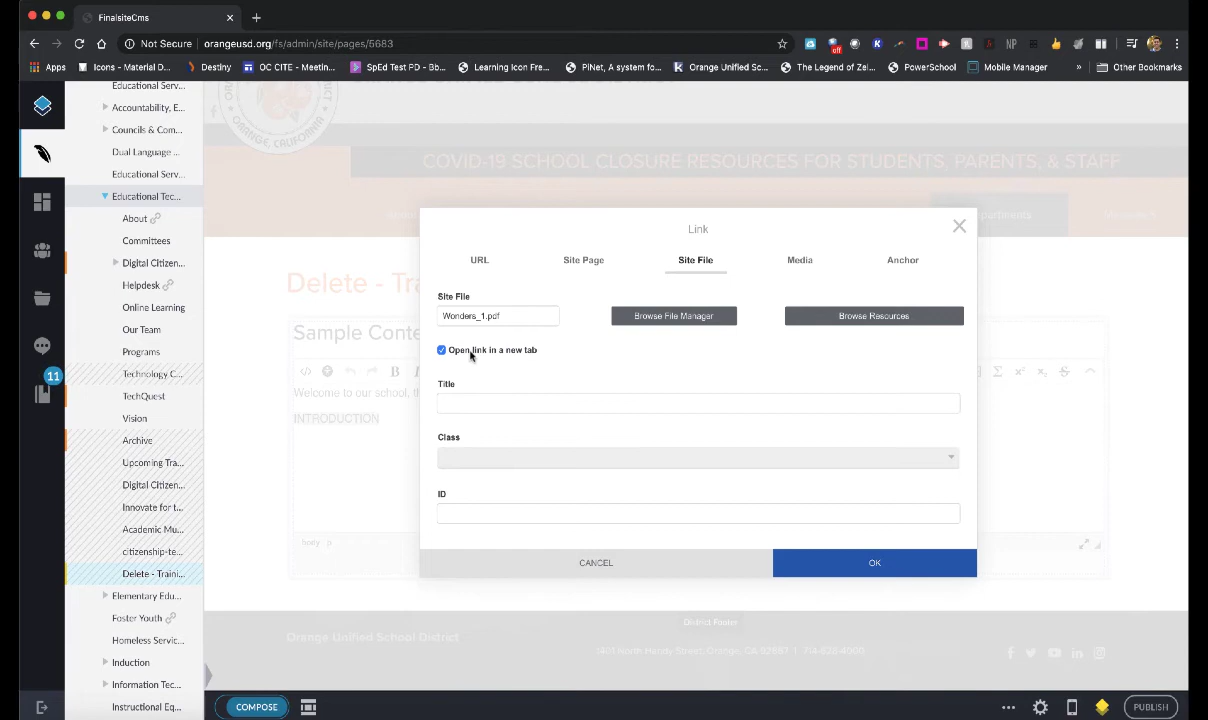 FinalsiteCms
Not Secure | orangeusd.org/fs/admin/site/pages/5683
off
NP
Apps
Icons - Material D...
Destiny
OC CITE - Meetin...
SpEd Test PD - Bb...
Learning Icon Fre...
PiNet, A system fo...
Orange Unified Sc...
The Legend of Zel...
PowerSchool
Mobile Manager
»
Other Bookmarks
Educational Serv...
Accountability, E...
Councils & Com...
Dual Language ...
Educational Serv...
Educational Tec...
About
Committees
Digital Citizen...
Helpdesk
Online Learning
Our Team
Programs
Technology C...
TechQuest
Vision
Archive
Upcoming Tra...
Digital Citizen...
Innovate for t...
Academic Mu...
citizenship-te...
Delete - Traini...
Elementary Edu...
Foster Youth
Homeless Servic...
Induction
Information Tec...
Instructional Eq...
11
ORANGE, CALIFORNIA
COVID-19 SCHOOL CLOSURE RESOURCES FOR STUDENTS, PARENTS, & STAFF
Delete - Tra
Sample Conte
Welcome to our school, th
INTRODUCTION
body >
Link
URL
Site Page
Site File
Media
Anchor
Site File
Wonders_1.pdf
Browse File Manager
Browse Resources
Open link in a new tab
Title
Class
ID
CANCEL
OK
District Footer
Orange Unified School District
1401 North Handy Street, Orange, CA 92867 | 714-628-4000
COMPOSE
PUBLISH